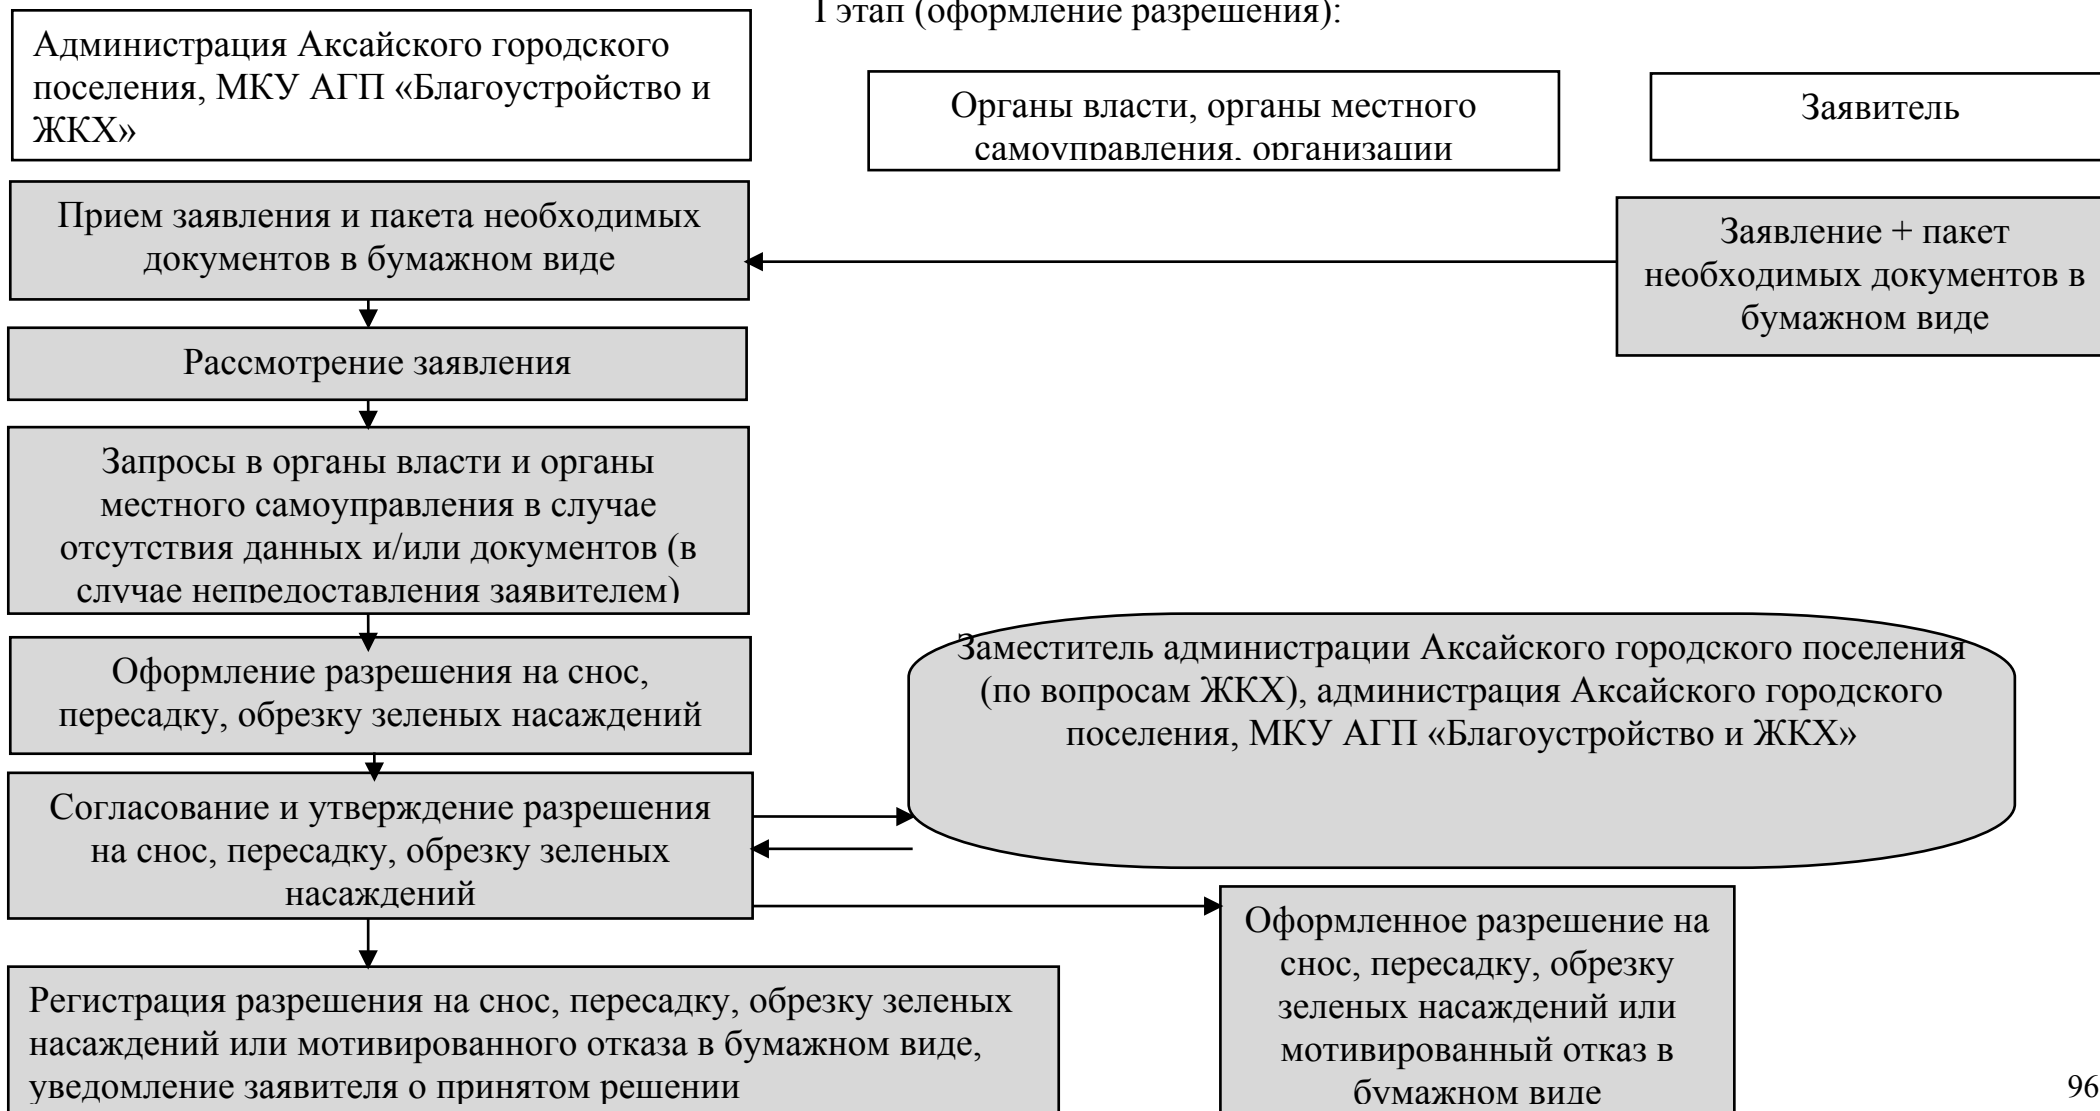 I этап (оформление разрешения):
Администрация Аксайского городского
поселения, МКУ АГП «Благоустройство и
ЖКХ»
Органы власти, органы местного
самоуправления, организации
Заявитель
Прием заявления и пакета необходимых
документов в бумажном виде
Заявление + пакет
необходимых документов в
бумажном виде
Рассмотрение заявления
Запросы в органы власти и органы
местного самоуправления в случае
отсутствия данных и/или документов (в
случае непредоставления заявителем)
Оформление разрешения на снос,
пересадку, обрезку зеленых насаждений
Заместитель администрации Аксайского городского поселения
(по вопросам ЖКХ), администрация Аксайского городского
поселения, МКУ АГП «Благоустройство и ЖКХ»
Согласование и утверждение разрешения
на снос, пересадку, обрезку зеленых
насаждений
Оформленное разрешение на
снос, пересадку, обрезку
зеленых насаждений или
мотивированный отказ в
бумажном виде
Регистрация разрешения на снос, пересадку, обрезку зеленых
насаждений или мотивированного отказа в бумажном виде,
уведомление заявителя о принятом решении
96